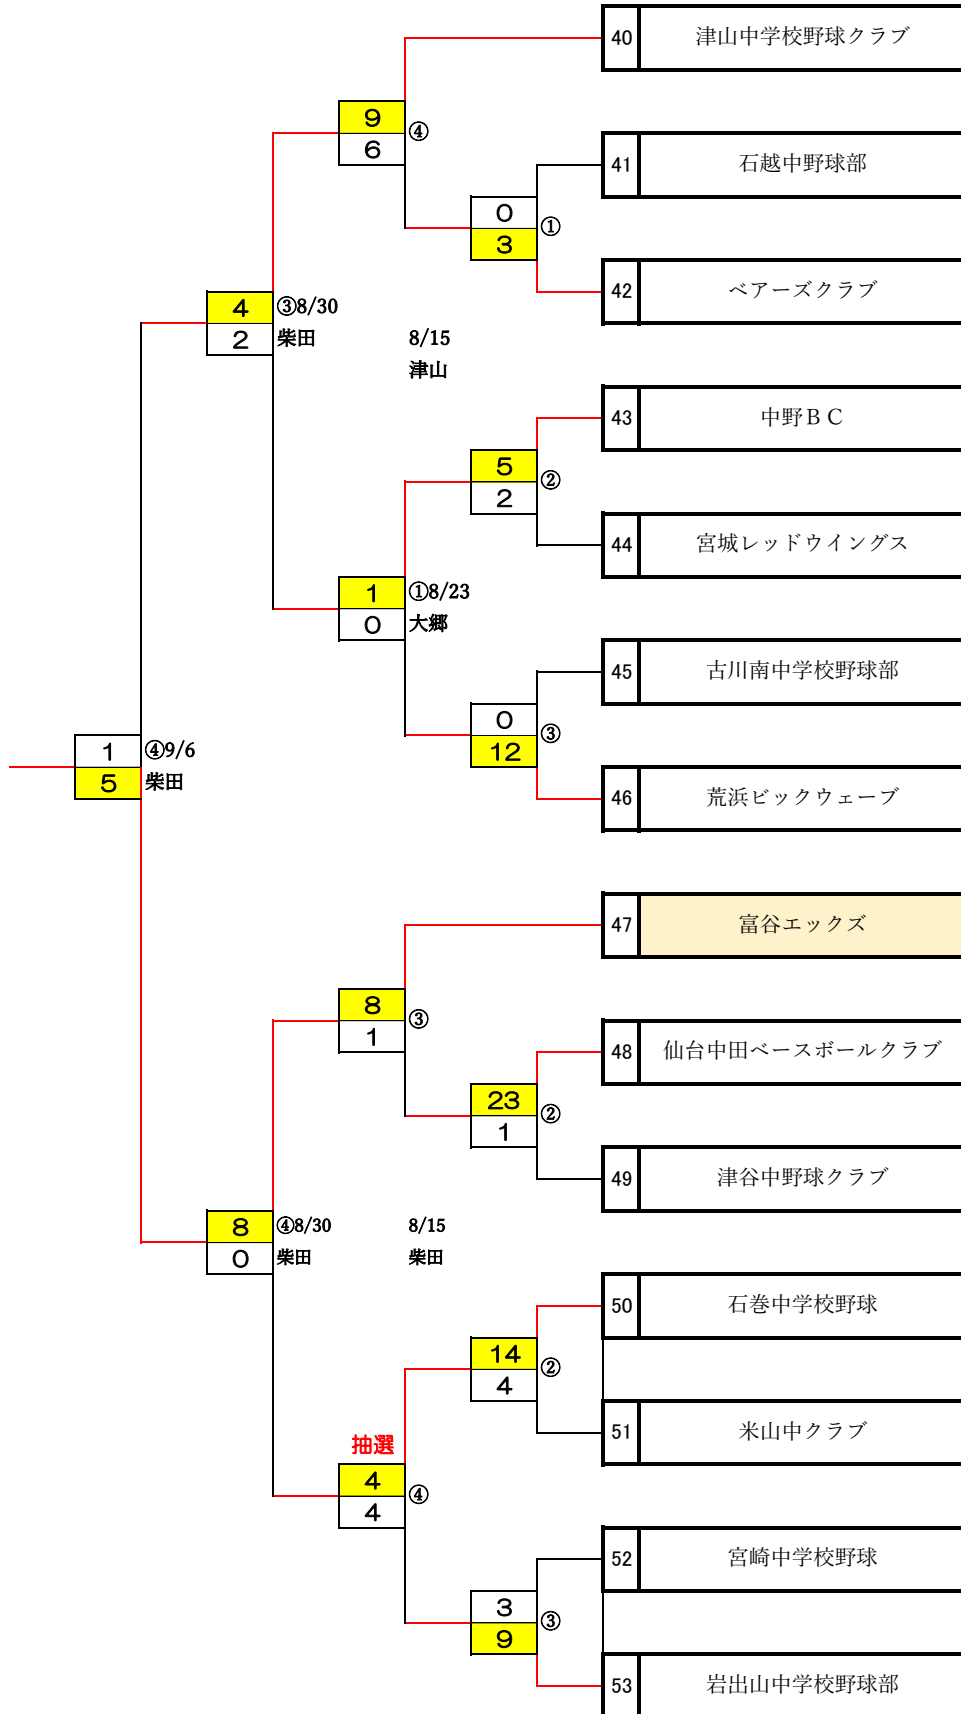 40 津山中学校野球クラブ
9
6
④
41 石越中野球部
0
3
①
42 ベアーズクラブ
4
2
③8/30
柴田
8/15
津山
43 中野BC
5
2
②
44 宮城レッドウイングス
1
0
①8/23
大郷
45 古川南中学校野球部
0
12
③
1
5
④9/6
柴田
46 荒浜ビックウェーブ
47 富谷エックズ
8
1
③
48 仙台中田ベースボールクラブ
23
1
②
49 津谷中野球クラブ
8
0
④8/30
柴田
8/15
柴田
50 石巻中学校野球
14
4
②
51 米山中クラブ
抽選
4
4
④
52 宮崎中学校野球
3
9
③
53 岩出山中学校野球部